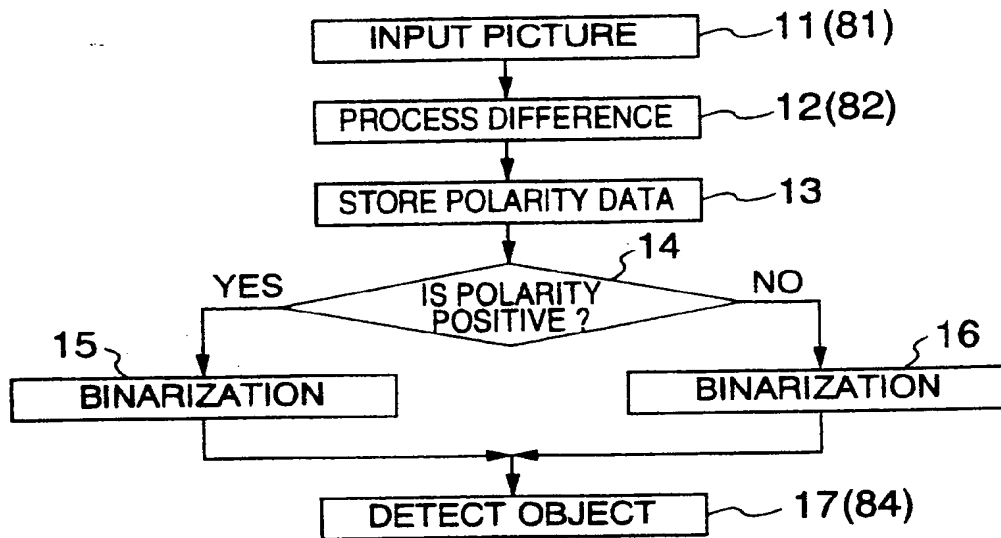 INPUT PICTURE
11(81)
PROCESS DIFFERENCE
12(82)
STORE POLARITY DATA
13
14
YES
IS POLARITY
POSITIVE ?
NO
15
BINARIZATION
16
BINARIZATION
DETECT OBJECT
17(84)